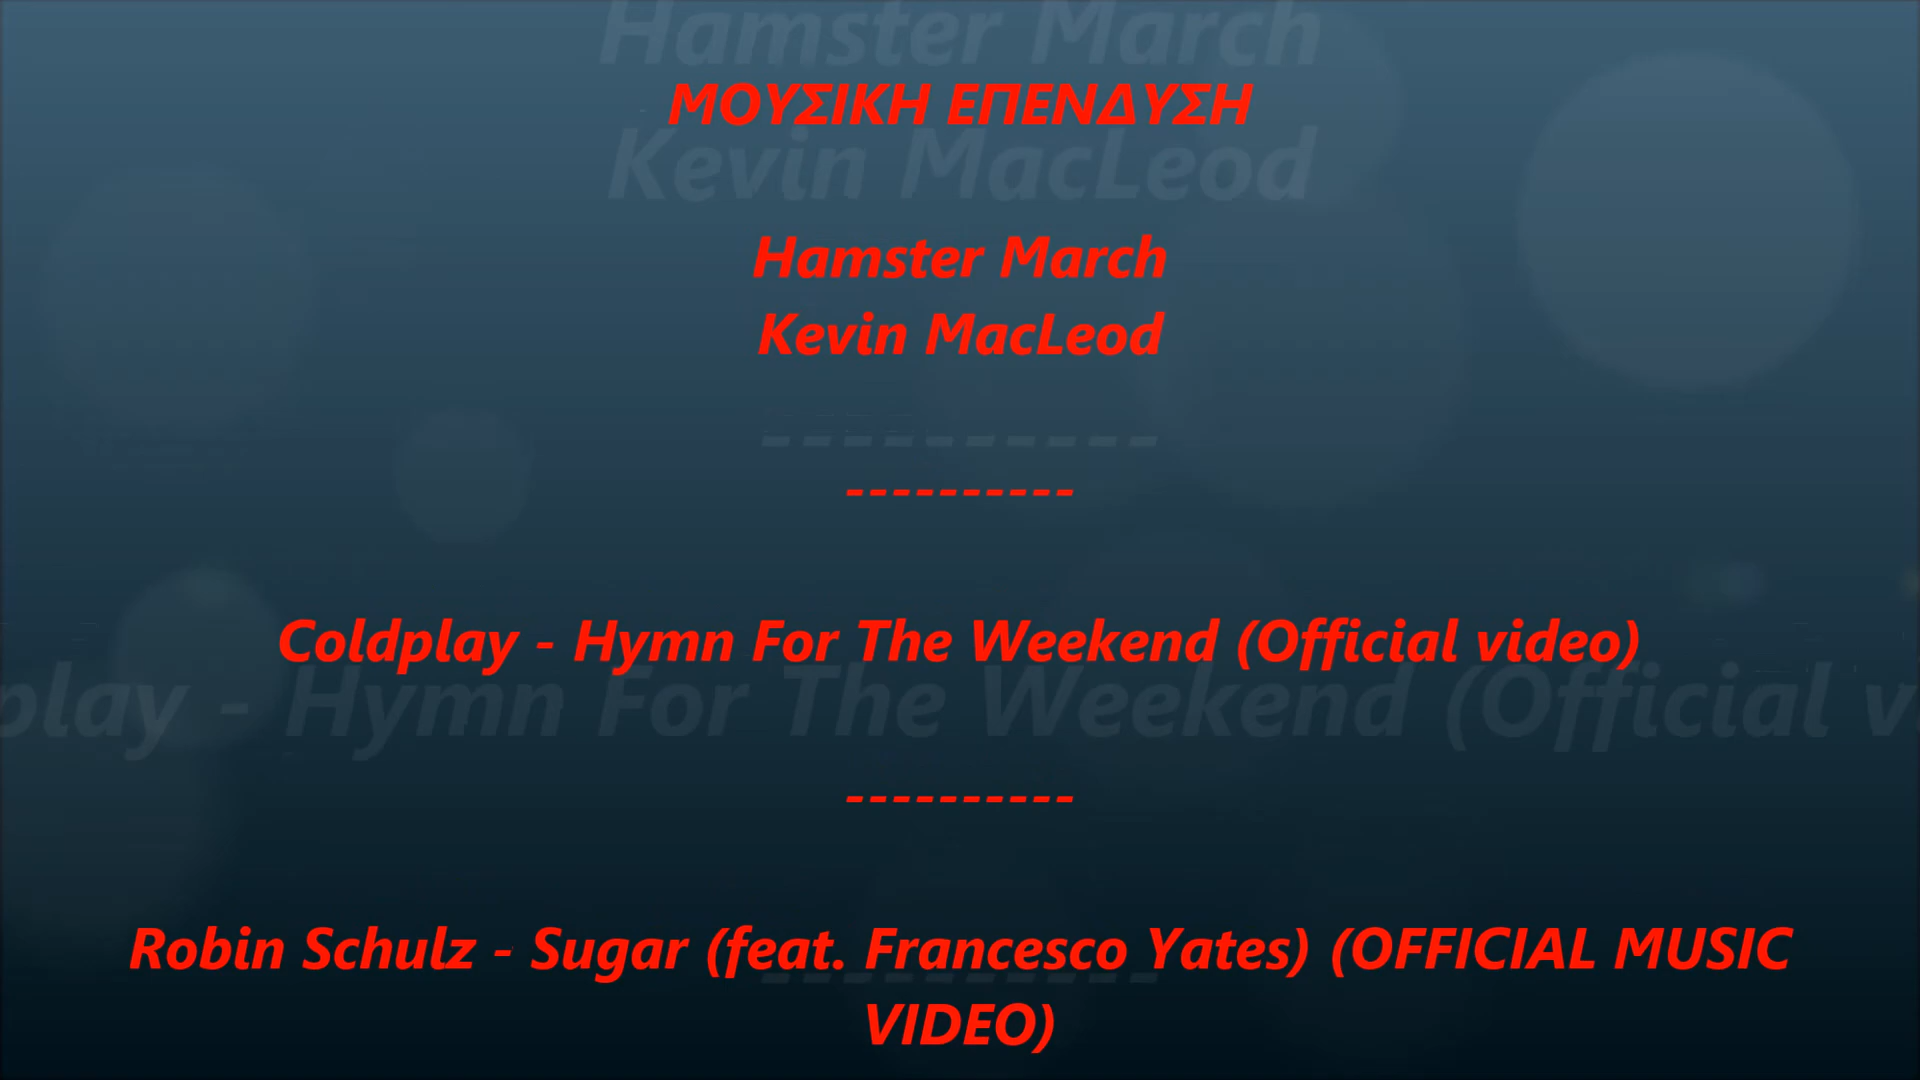 ΜΟΥΣΙΚΗ ΕΠΕΝΔΥΣΗ
Hamster March
Kevin MacLeod
----------
Coldplay - Hymn For The Weekend (Official video)
----------
Robin Schulz - Sugar (feat. Francesco Yates) (OFFICIAL MUSIC
VIDEO)